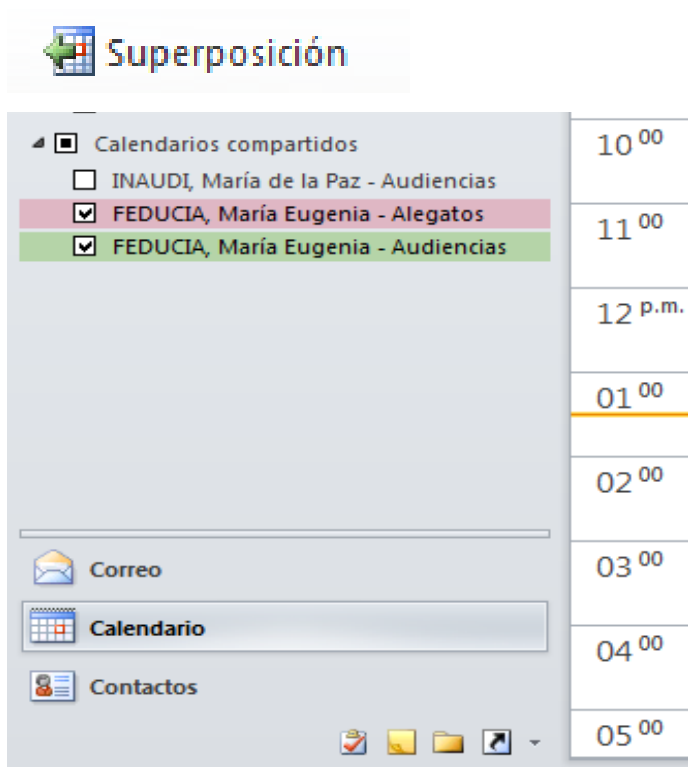 Superposición
Calendarios compartidos
INAUDI, María de la Paz - Audiencias
FEDUCIA, María Eugenia - Alegatos
FEDUCIA, María Eugenia - Audiencias
Correo
Calendario
Contactos
10 00
11 00
12 p.m.
01 00
02 00
03 00
04 00
05 00